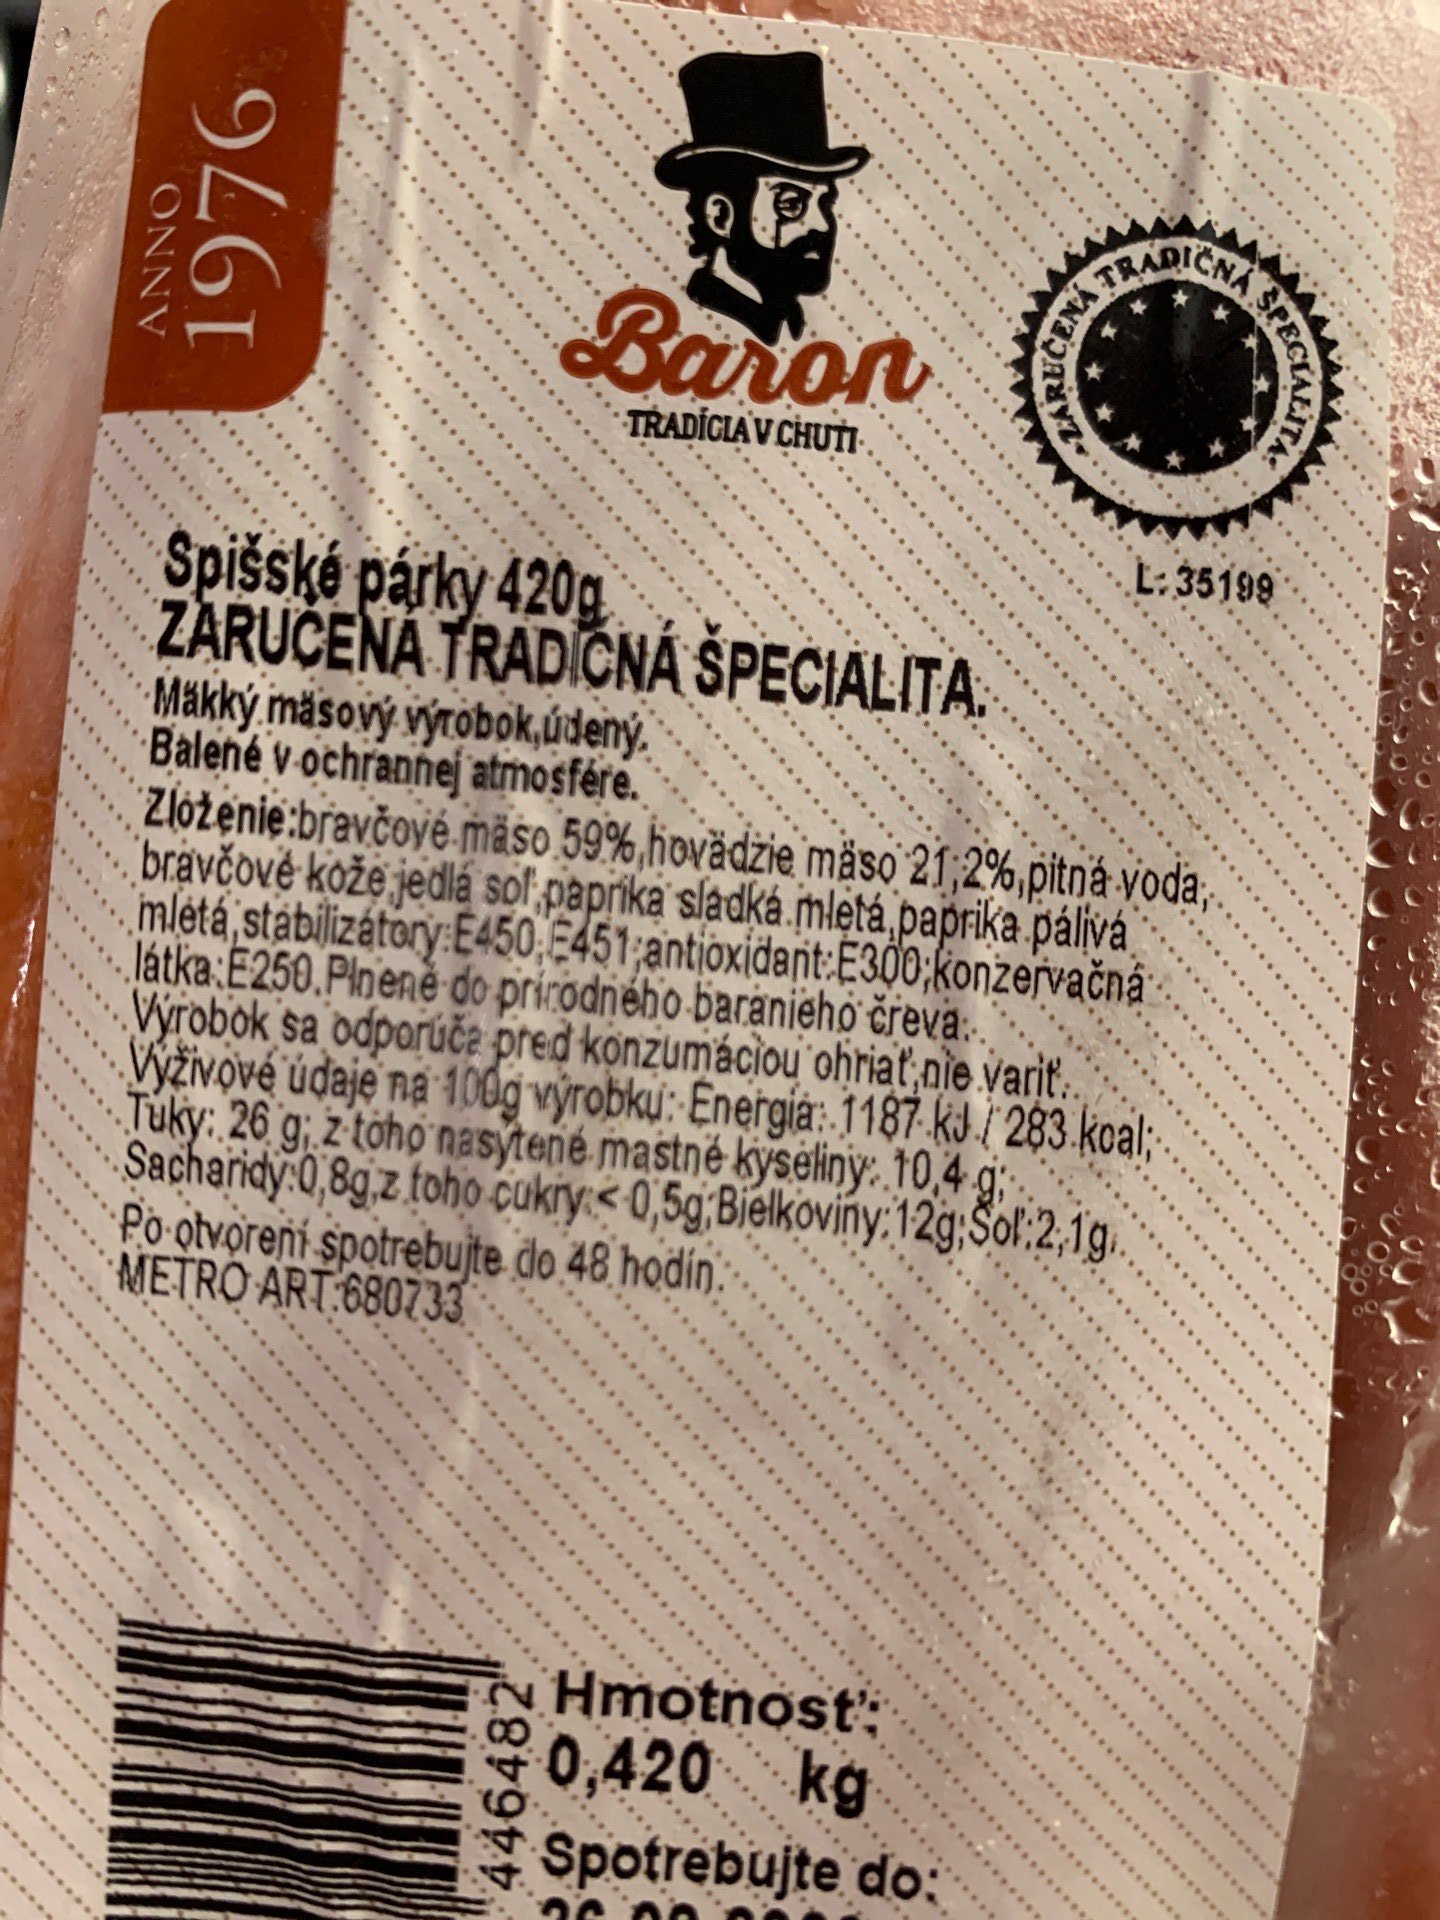 ANNO
1976
Baron
TRADÍCIA V CHUTI
ZARUČENÁ TRADIČNÁ ŠPECIALITA
L: 35199
Spišské párky 420g
ZARUČENÁ TRADIČNÁ ŠPECIALITA.
Mäkký mäsový výrobok,údený.
Balené v ochrannej atmosfére.
Zloženie:bravčové mäso 59%,hovädzie mäso 21,2%,pitná voda,
bravčové kože,jedlá soľ,paprika sladká mletá,paprika pálivá
mletá,stabilizátory:E450,E451;antioxidant:E300;konzervačná
látka:E250.Plnené do prírodného baranieho čreva.
Výrobok sa odporúča pred konzumáciou ohriať,nie variť.
Výživové údaje na 100g výrobku: Energia: 1187 kJ / 283 kcal;
Tuky: 26 g; z toho nasýtené mastné kyseliny: 10,4 g;
Sacharidy:0,8g,z toho cukry:< 0,5g;Bielkoviny:12g;Soľ:2,1g.
Po otvorení spotrebujte do 48 hodín.
METRO ART:680733
446482
Hmotnosť:
0,420 kg
Spotrebujte do: